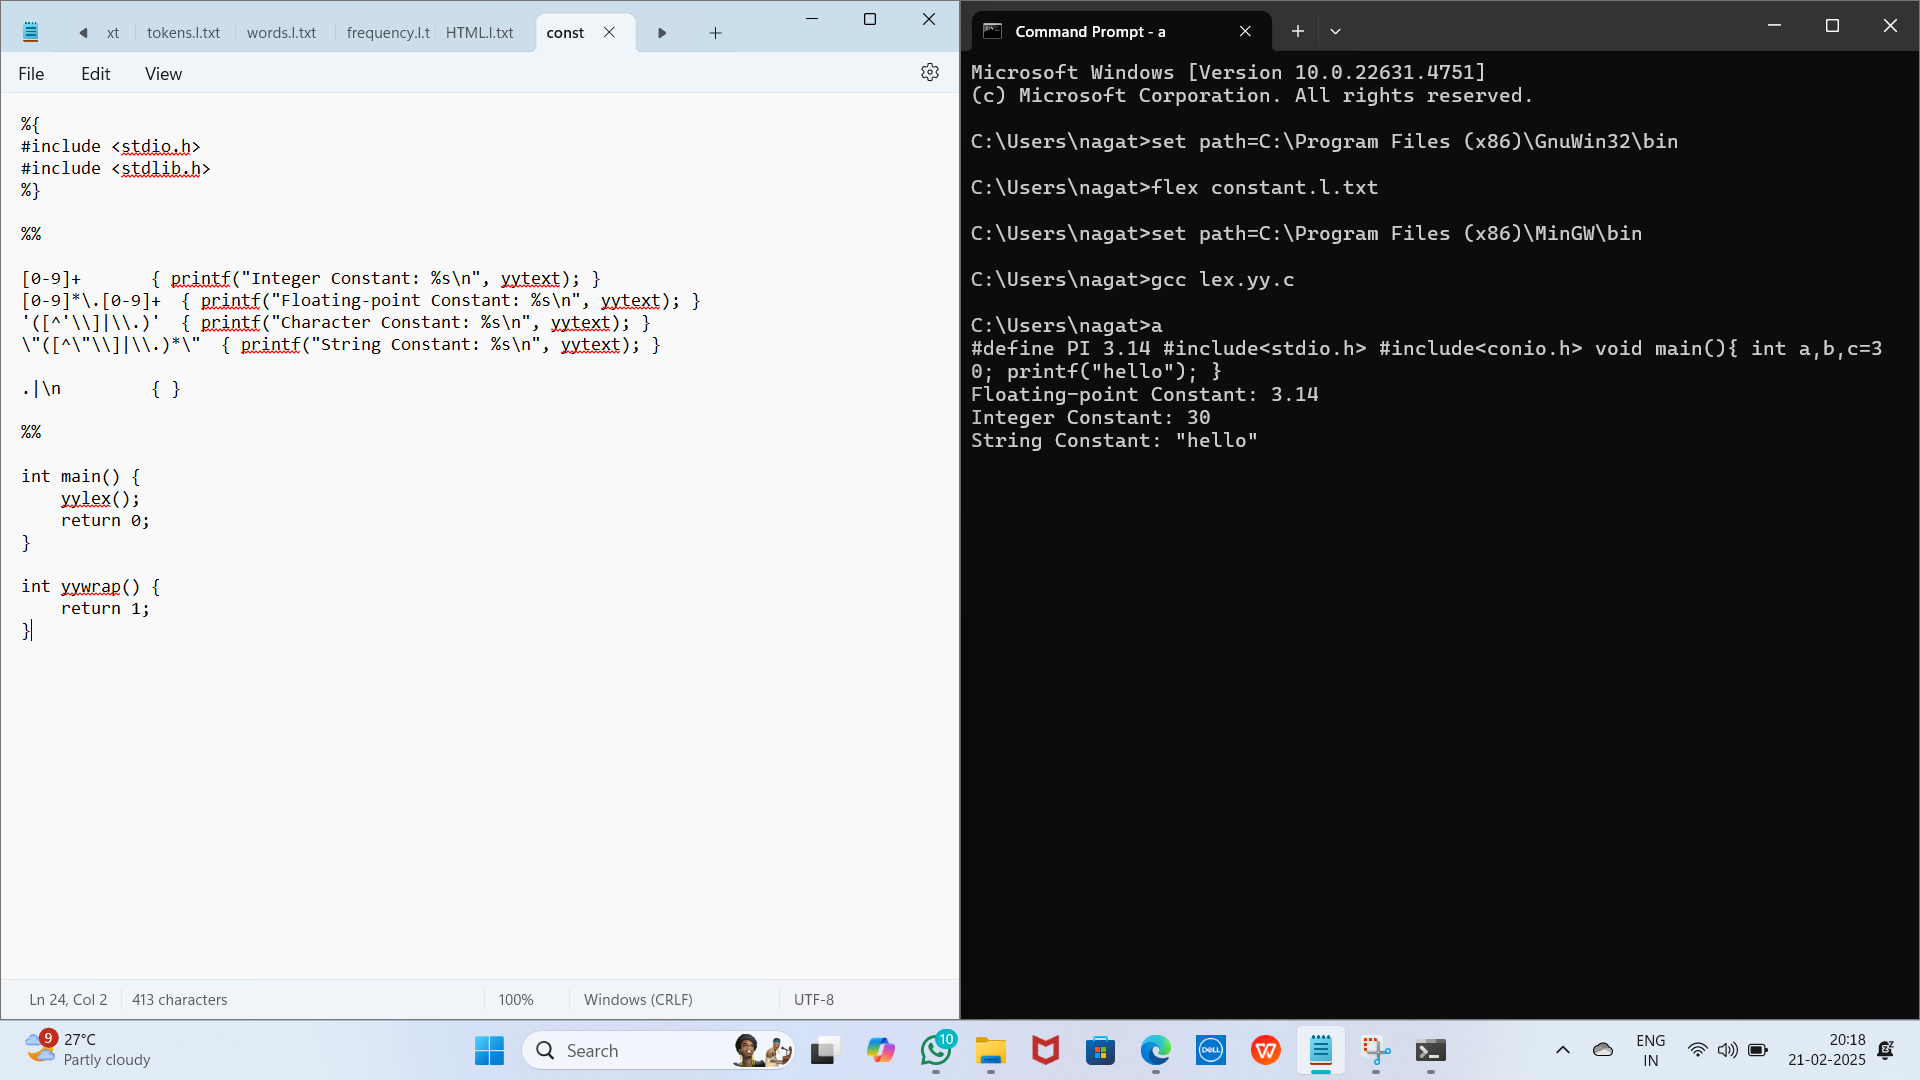 xt tokens.l.txt words.l.txt frequency.l.t HTML.l.txt const
File Edit View
%{
#include <stdio.h>
#include <stdlib.h>
%}
%%
[0-9]+       { printf("Integer Constant: %s\n", yytext); }
[0-9]*\.[0-9]+  { printf("Floating-point Constant: %s\n", yytext); }
'([^'\\]|\\.)'  { printf("Character Constant: %s\n", yytext); }
\"([^\"\\]|\\.)*\"  { printf("String Constant: %s\n", yytext); }
.|\n         { }
%%
int main() {
    yylex();
    return 0;
}
int yywrap() {
    return 1;
}
Ln 24, Col 2 413 characters 100% Windows (CRLF) UTF-8
Command Prompt - a
Microsoft Windows [Version 10.0.22631.4751]
(c) Microsoft Corporation. All rights reserved.
C:\Users\nagat>set path=C:\Program Files (x86)\GnuWin32\bin
C:\Users\nagat>flex constant.l.txt
C:\Users\nagat>set path=C:\Program Files (x86)\MinGW\bin
C:\Users\nagat>gcc lex.yy.c
C:\Users\nagat>a
#define PI 3.14 #include<stdio.h> #include<conio.h> void main(){ int a,b,c=3
0; printf("hello"); }
Floating-point Constant: 3.14
Integer Constant: 30
String Constant: "hello"
9 27°C
Partly cloudy
Search
10
DELL
W
ENG
IN
20:18
21-02-2025